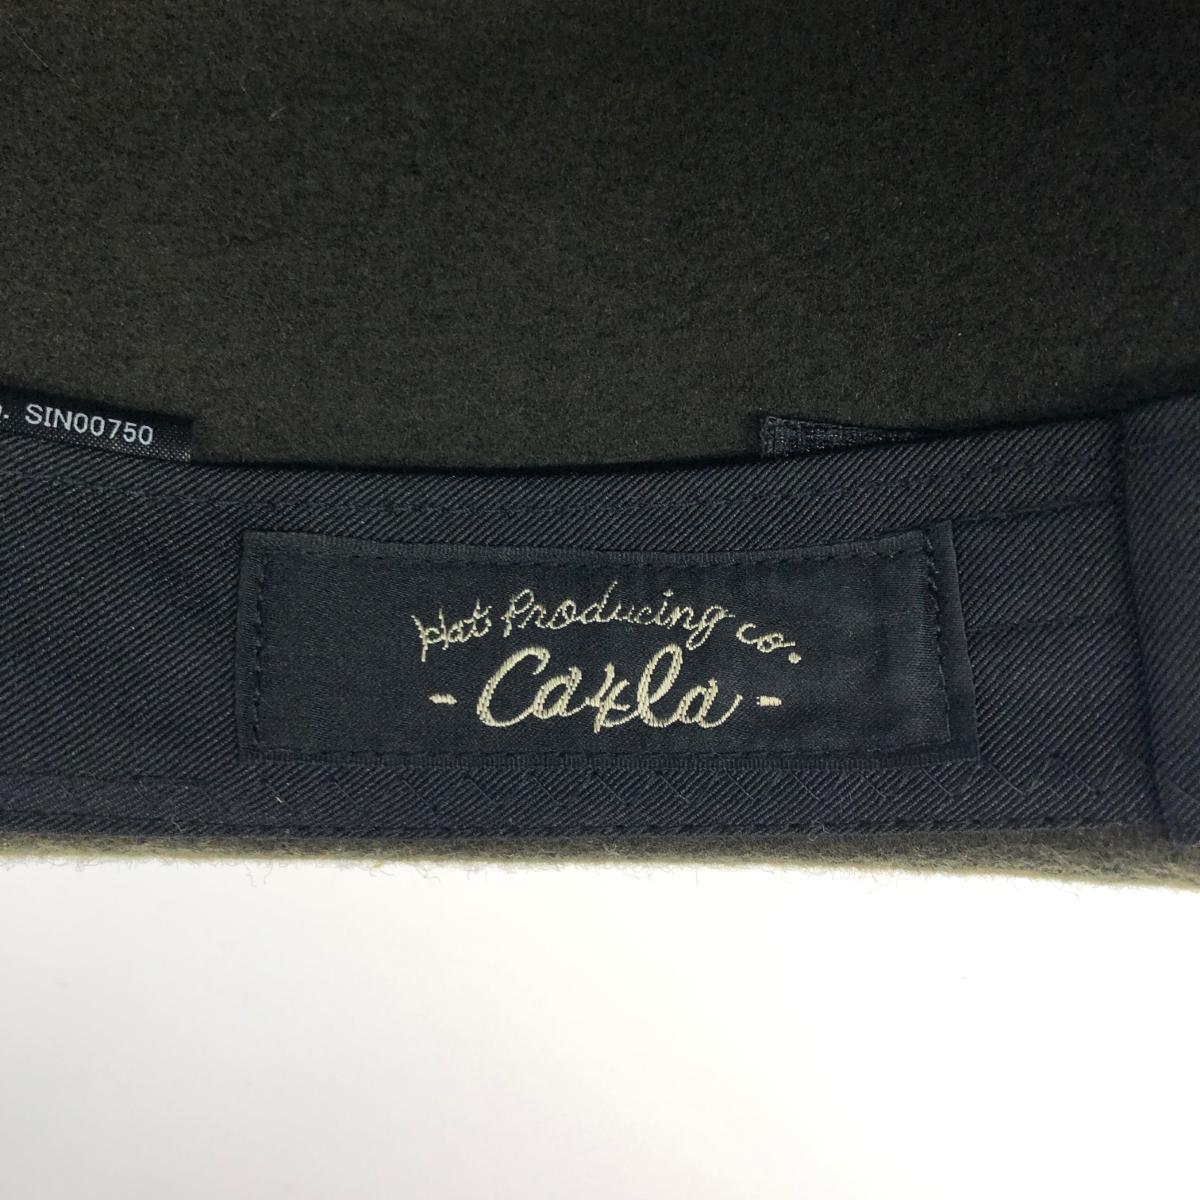 SIN00750
Hat Producing co.
- Ca4la -